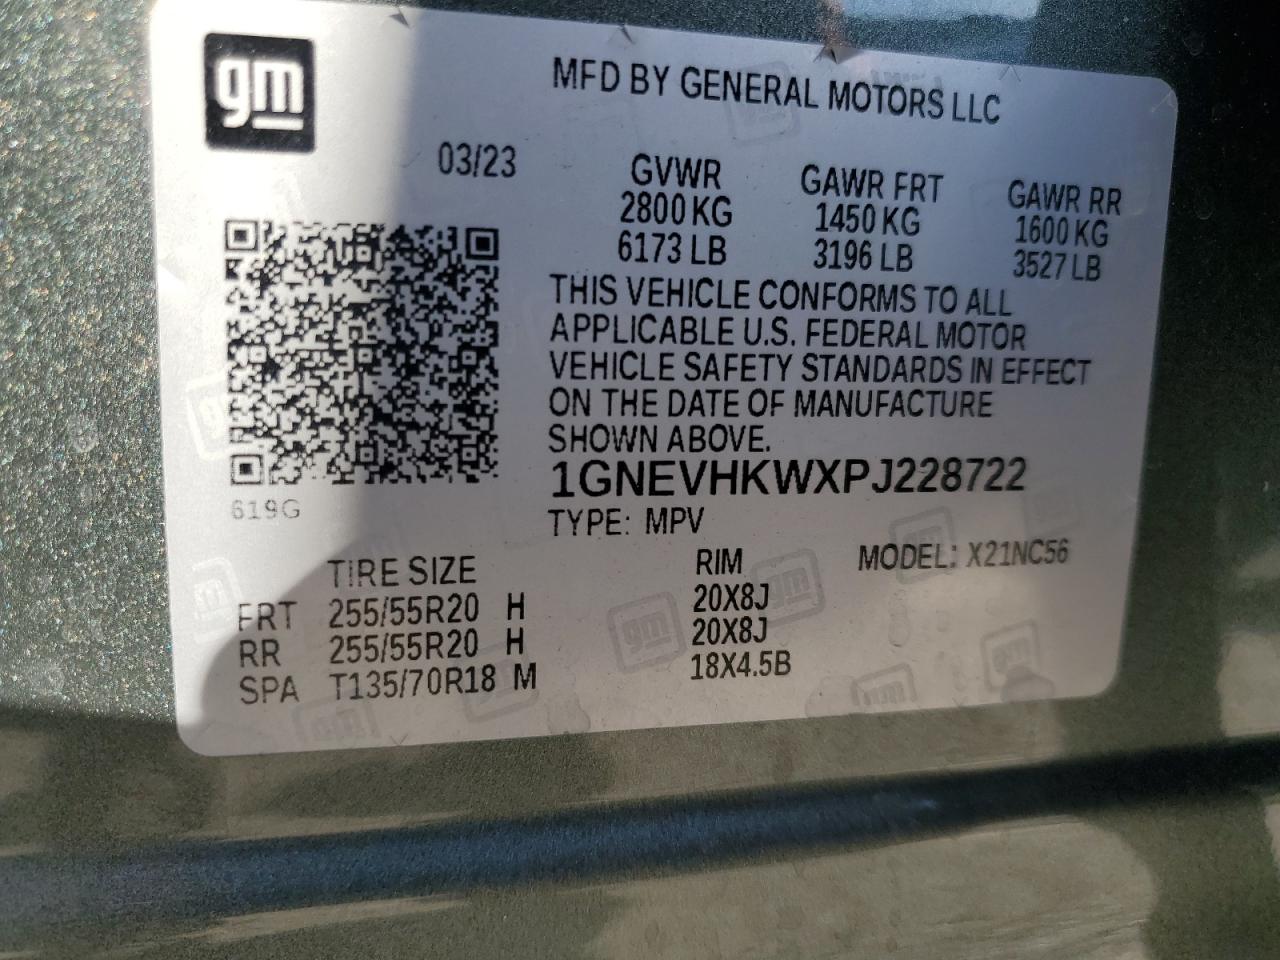 gm
MFD BY GENERAL MOTORS LLC
03/23
GVWR GAWR FRT GAWR RR
2800 KG 1450 KG 1600 KG
6173 LB 3196 LB 3527 LB
THIS VEHICLE CONFORMS TO ALL
APPLICABLE U.S. FEDERAL MOTOR
VEHICLE SAFETY STANDARDS IN EFFECT
ON THE DATE OF MANUFACTURE
SHOWN ABOVE.
1GNEVHKWXPJ228722
619G
TYPE: MPV
MODEL: X21NC56
TIRE SIZE RIM
FRT 255/55R20 H 20X8J
RR 255/55R20 H 20X8J
SPA T135/70R18 M 18X4.5B